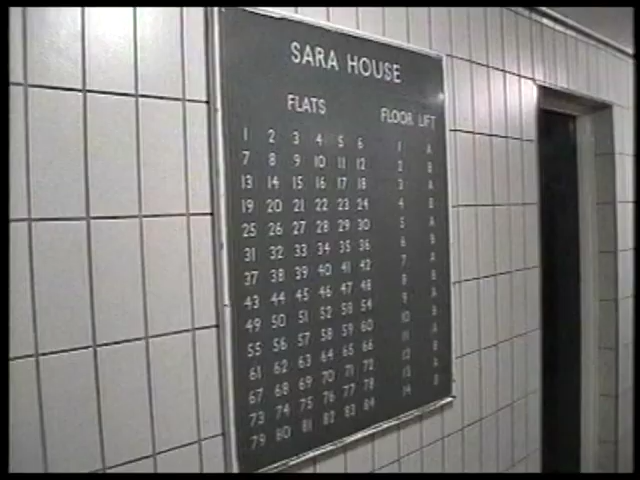 SARA HOUSE
FLATS FLOOR LIFT
1 2 3 4 5 6 1 A
7 8 9 10 11 12 2 B
13 14 15 16 17 18 3 A
19 20 21 22 23 24 4 B
25 26 27 28 29 30 5 A
31 32 33 34 35 36 6 B
37 38 39 40 41 42 7 A
43 44 45 46 47 48 8 B
49 50 51 52 53 54 9 A
55 56 57 58 59 60 10 B
61 62 63 64 65 66 11 A
67 68 69 70 71 72 12 B
73 74 75 76 77 78 13 A
79 80 81 82 83 84 14 B